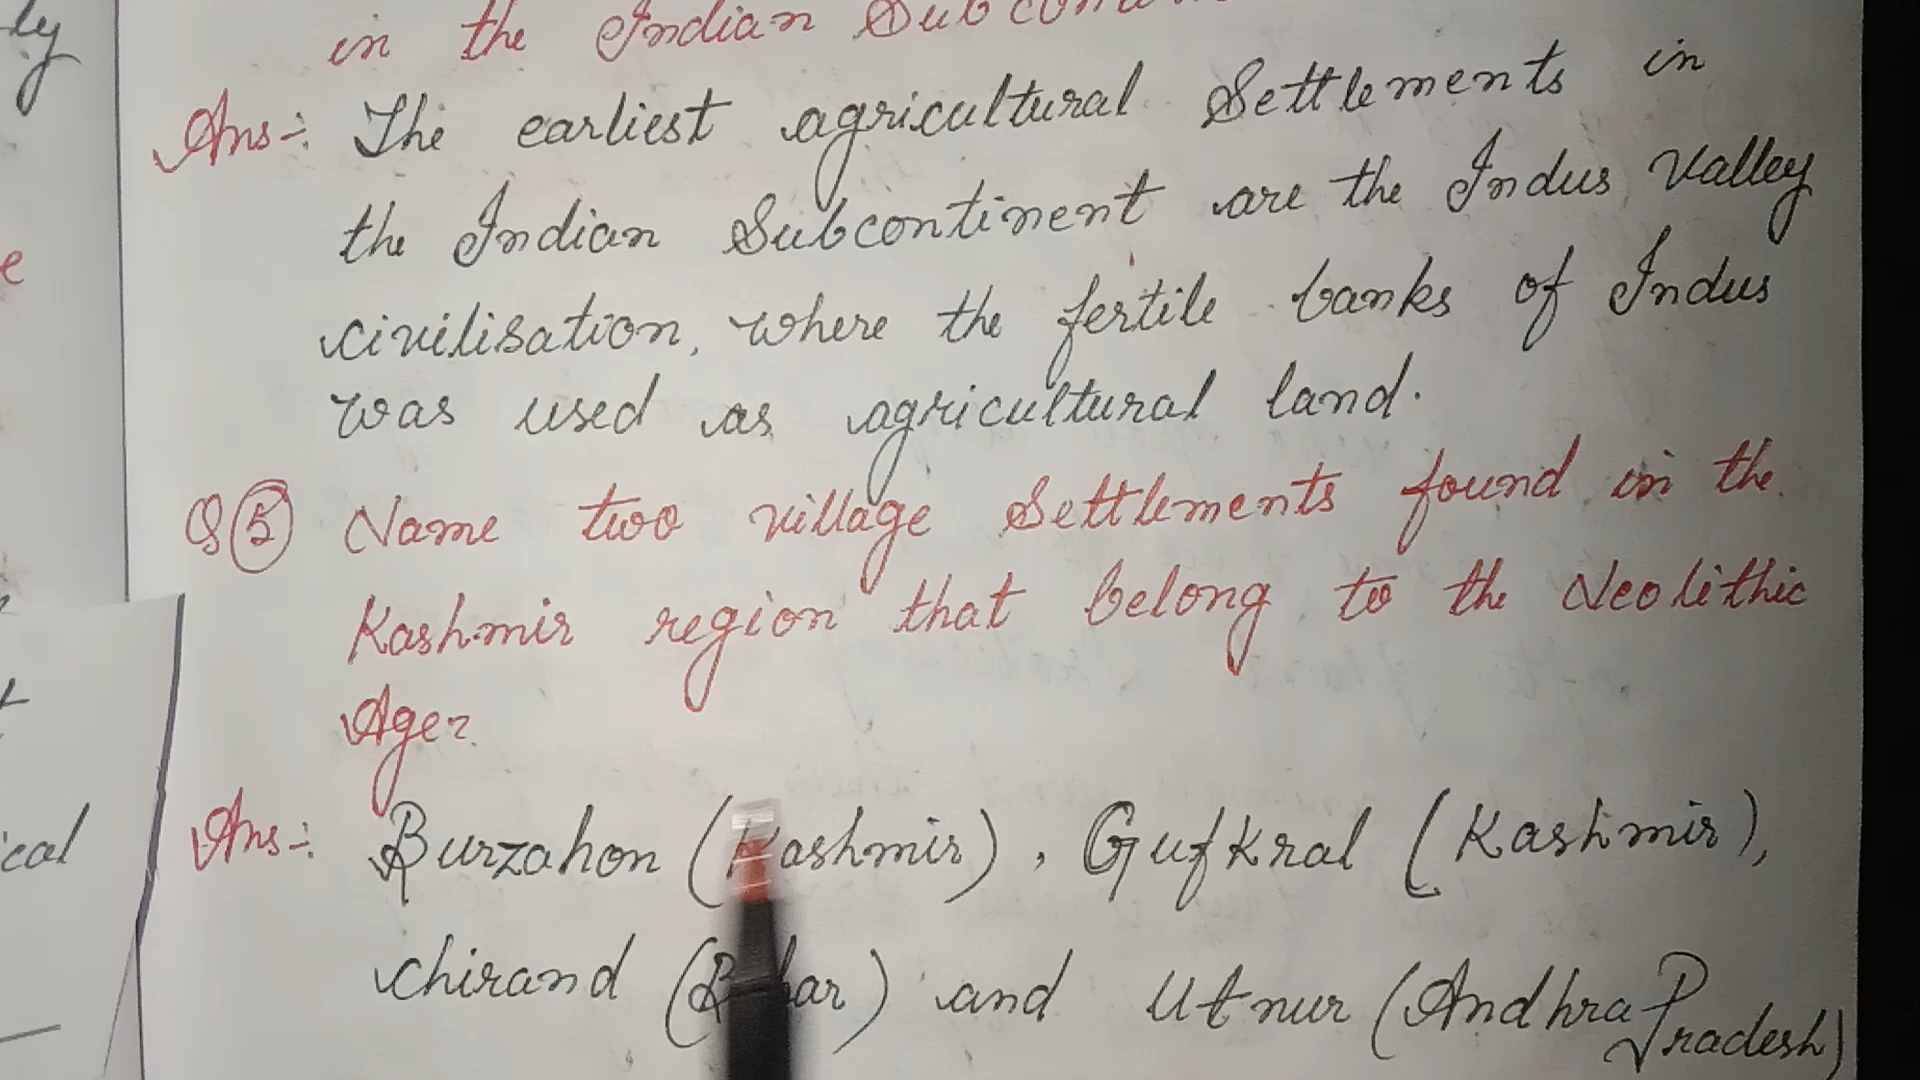 in the Indian
Ans:- The earliest agricultural Settlements in
the Indian Subcontinent are the Indus Valley
civilisation, where the fertile banks of Indus
was used as agricultural land.
Q5 Name two village Settlements found in the
Kashmir region that belong to the Neolithic
Age?
Ans:- Burzahon (Kashmir), Gufkral (Kashmir),
chirand (Bihar) and Utnur (Andhra Pradesh)
ly
e
cal